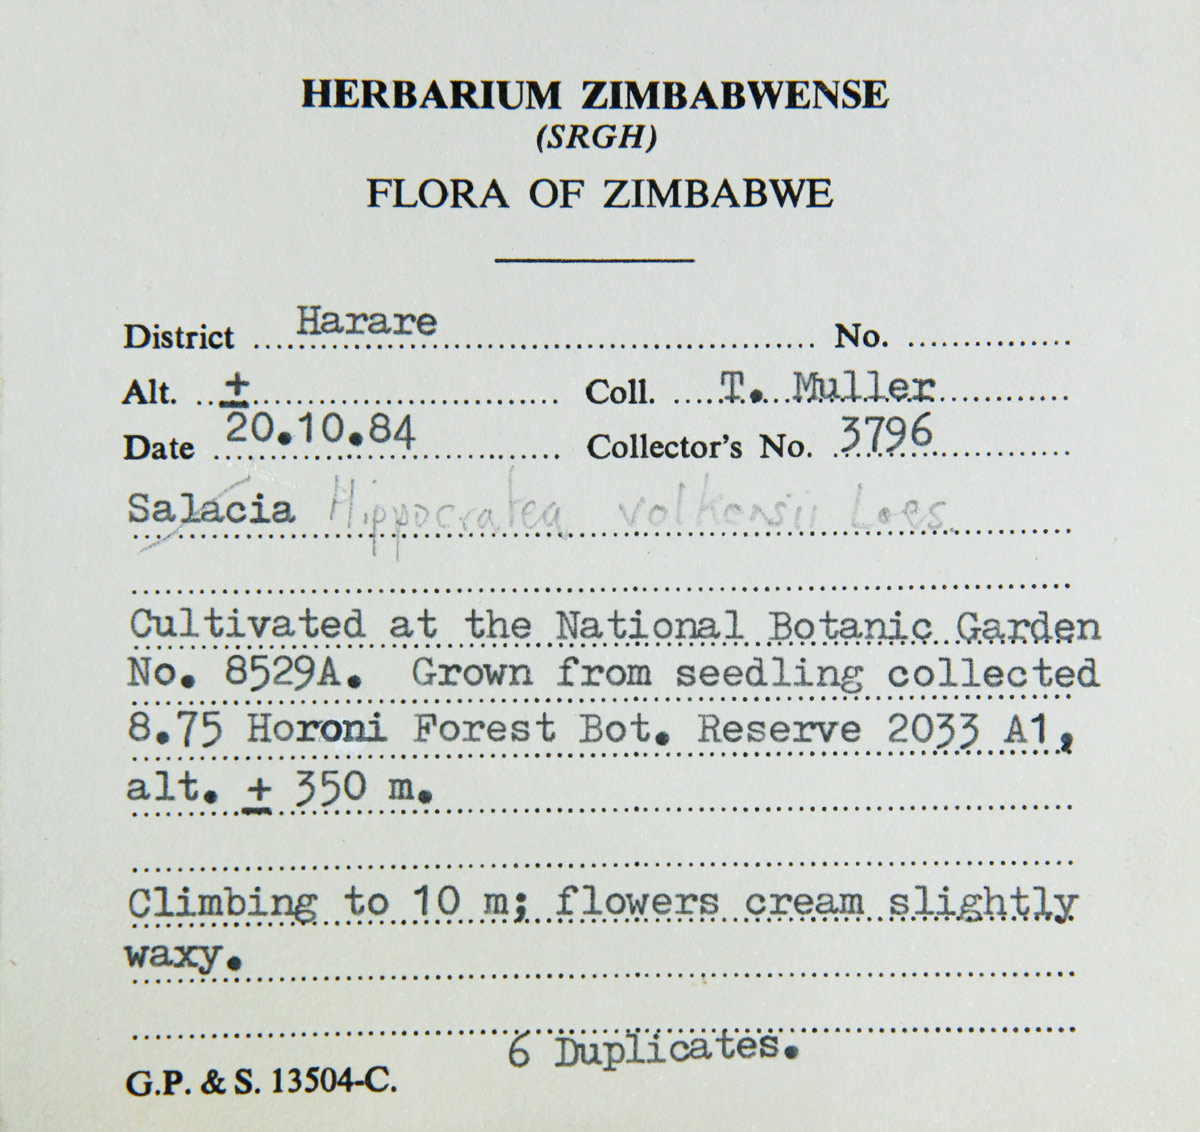 HERBARIUM ZIMBABWENSE
(SRGH)
FLORA OF ZIMBABWE
District Harare No.
Alt. ± Coll. T. Muller
Date 20.10.84 Collector's No. 3796
Salacia Hippocratea volkensii Loes.
Cultivated at the National Botanic Garden
No. 8529A. Grown from seedling collected
8.75 Horoni Forest Bot. Reserve 2033 A1,
alt. ± 350 m.
Climbing to 10 m; flowers cream slightly
waxy.
6 Duplicates.
G.P. & S. 13504-C.